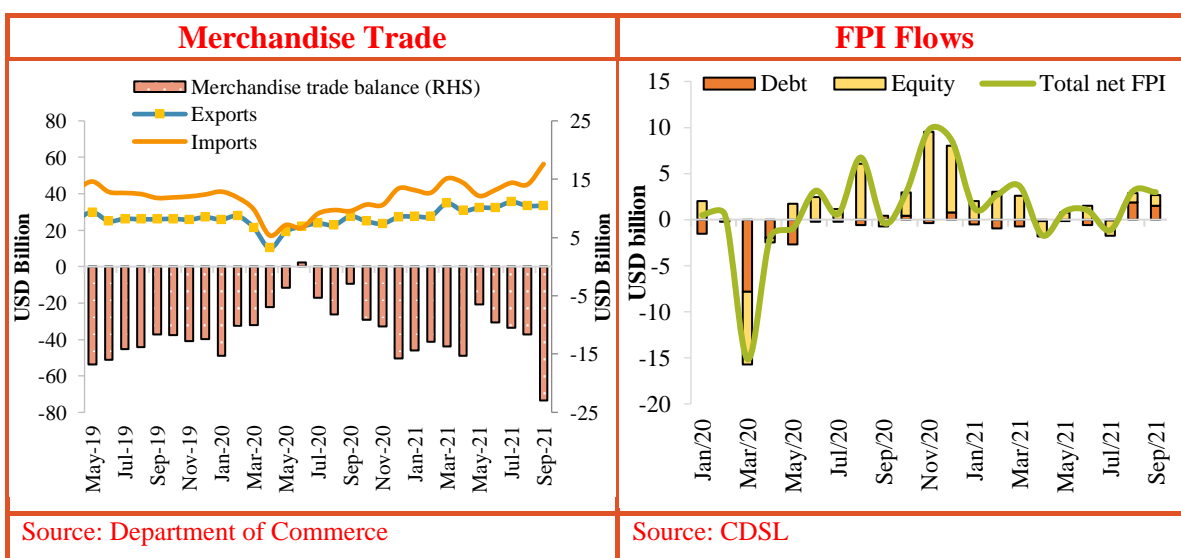 Merchandise Trade
Merchandise trade balance (RHS)
Exports
Imports
USD Billion
80
60
40
20
0
-20
-40
-60
-80
25
15
5
-5
-15
-25
USD Billion
May-19
Jul-19
Sep-19
Nov-19
Jan-20
Mar-20
May-20
Jul-20
Sep-20
Nov-20
Jan-21
Mar-21
May-21
Jul-21
Sep-21
Source: Department of Commerce
FPI Flows
Debt
Equity
Total net FPI
USD billion
15
10
5
0
-5
-10
-15
-20
Jan/20
Mar/20
May/20
Jul/20
Sep/20
Nov/20
Jan/21
Mar/21
May/21
Jul/21
Sep/21
Source: CDSL